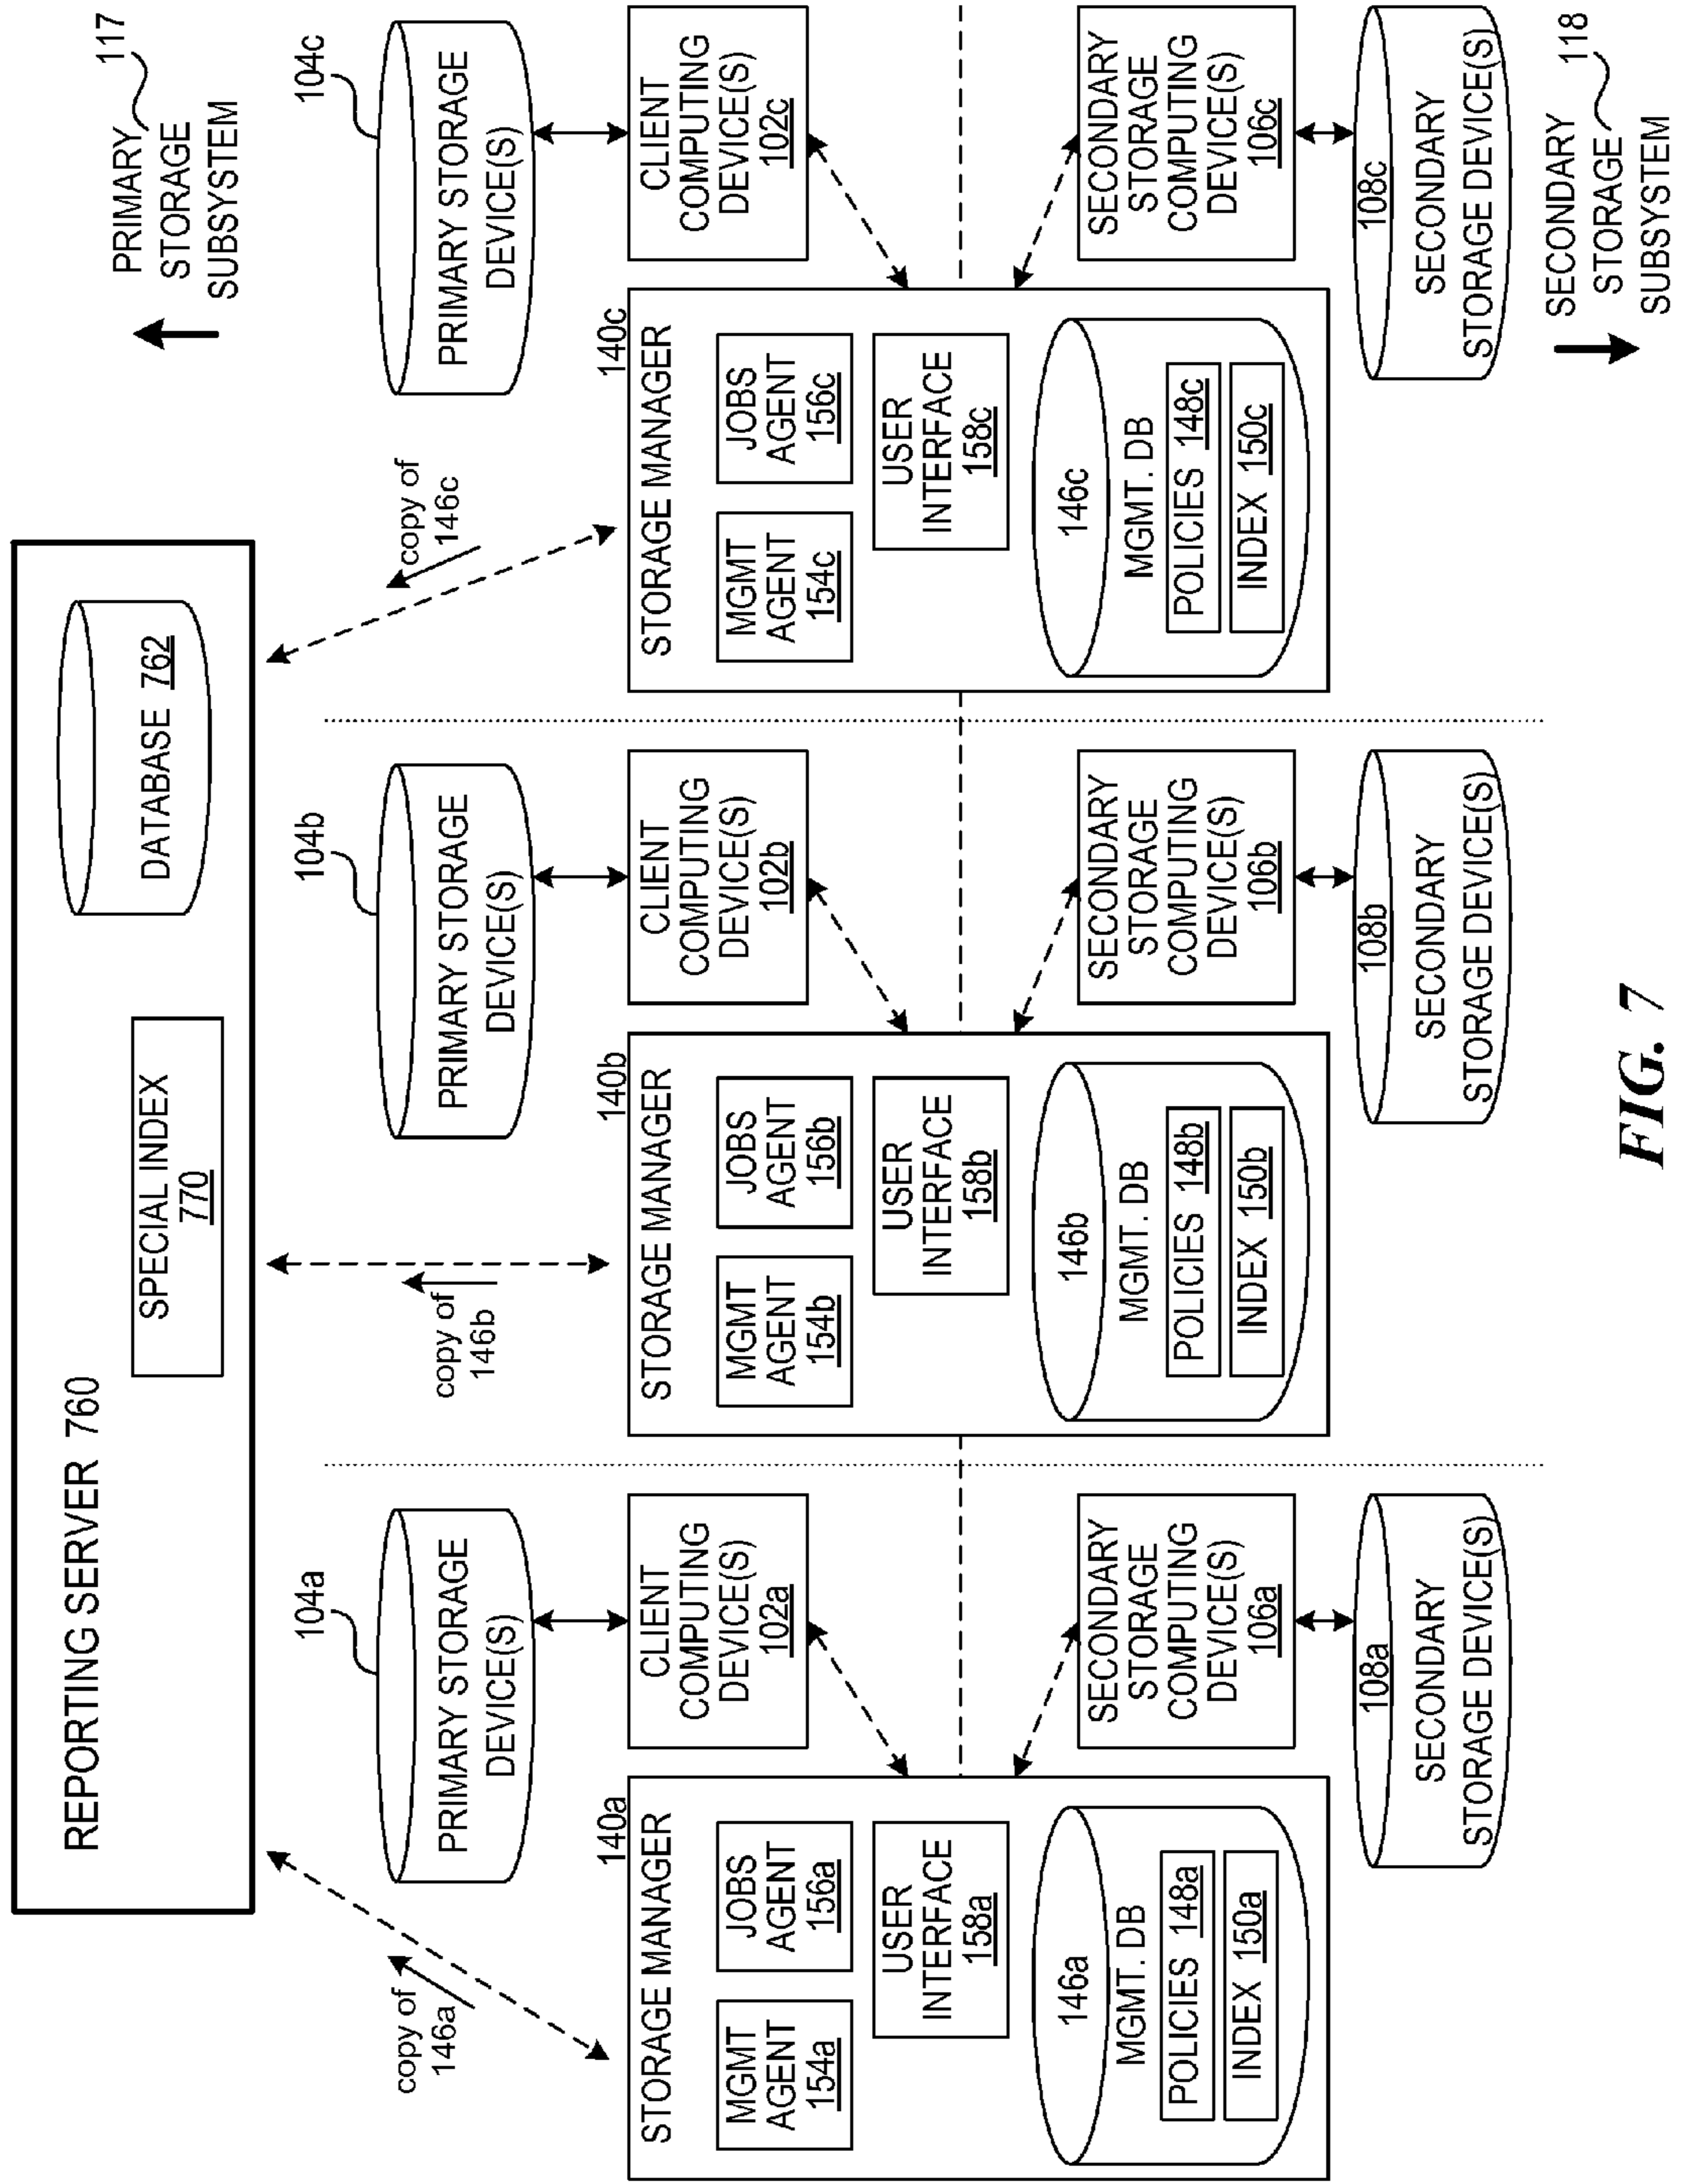 REPORTING SERVER 760
SPECIAL INDEX
770
DATABASE 762
PRIMARY 117
STORAGE
SUBSYSTEM
copy of
146a
copy of
146b
copy of
146c
104a
PRIMARY STORAGE
DEVICE(S)
104b
PRIMARY STORAGE
DEVICE(S)
104c
PRIMARY STORAGE
DEVICE(S)
140a
STORAGE MANAGER
MGMT
AGENT
154a
JOBS
AGENT
156a
USER
INTERFACE
158a
146a
MGMT. DB
POLICIES 148a
INDEX 150a
CLIENT
COMPUTING
DEVICE(S)
102a
SECONDARY
STORAGE
COMPUTING
DEVICE(S)
106a
108a
SECONDARY
STORAGE DEVICE(S)
140b
STORAGE MANAGER
MGMT
AGENT
154b
JOBS
AGENT
156b
USER
INTERFACE
158b
146b
MGMT. DB
POLICIES 148b
INDEX 150b
CLIENT
COMPUTING
DEVICE(S)
102b
SECONDARY
STORAGE
COMPUTING
DEVICE(S)
106b
108b
SECONDARY
STORAGE DEVICE(S)
140c
STORAGE MANAGER
MGMT
AGENT
154c
JOBS
AGENT
156c
USER
INTERFACE
158c
146c
MGMT. DB
POLICIES 148c
INDEX 150c
CLIENT
COMPUTING
DEVICE(S)
102c
SECONDARY
STORAGE
COMPUTING
DEVICE(S)
106c
108c
SECONDARY
STORAGE DEVICE(S)
SECONDARY
STORAGE 118
SUBSYSTEM
FIG. 7